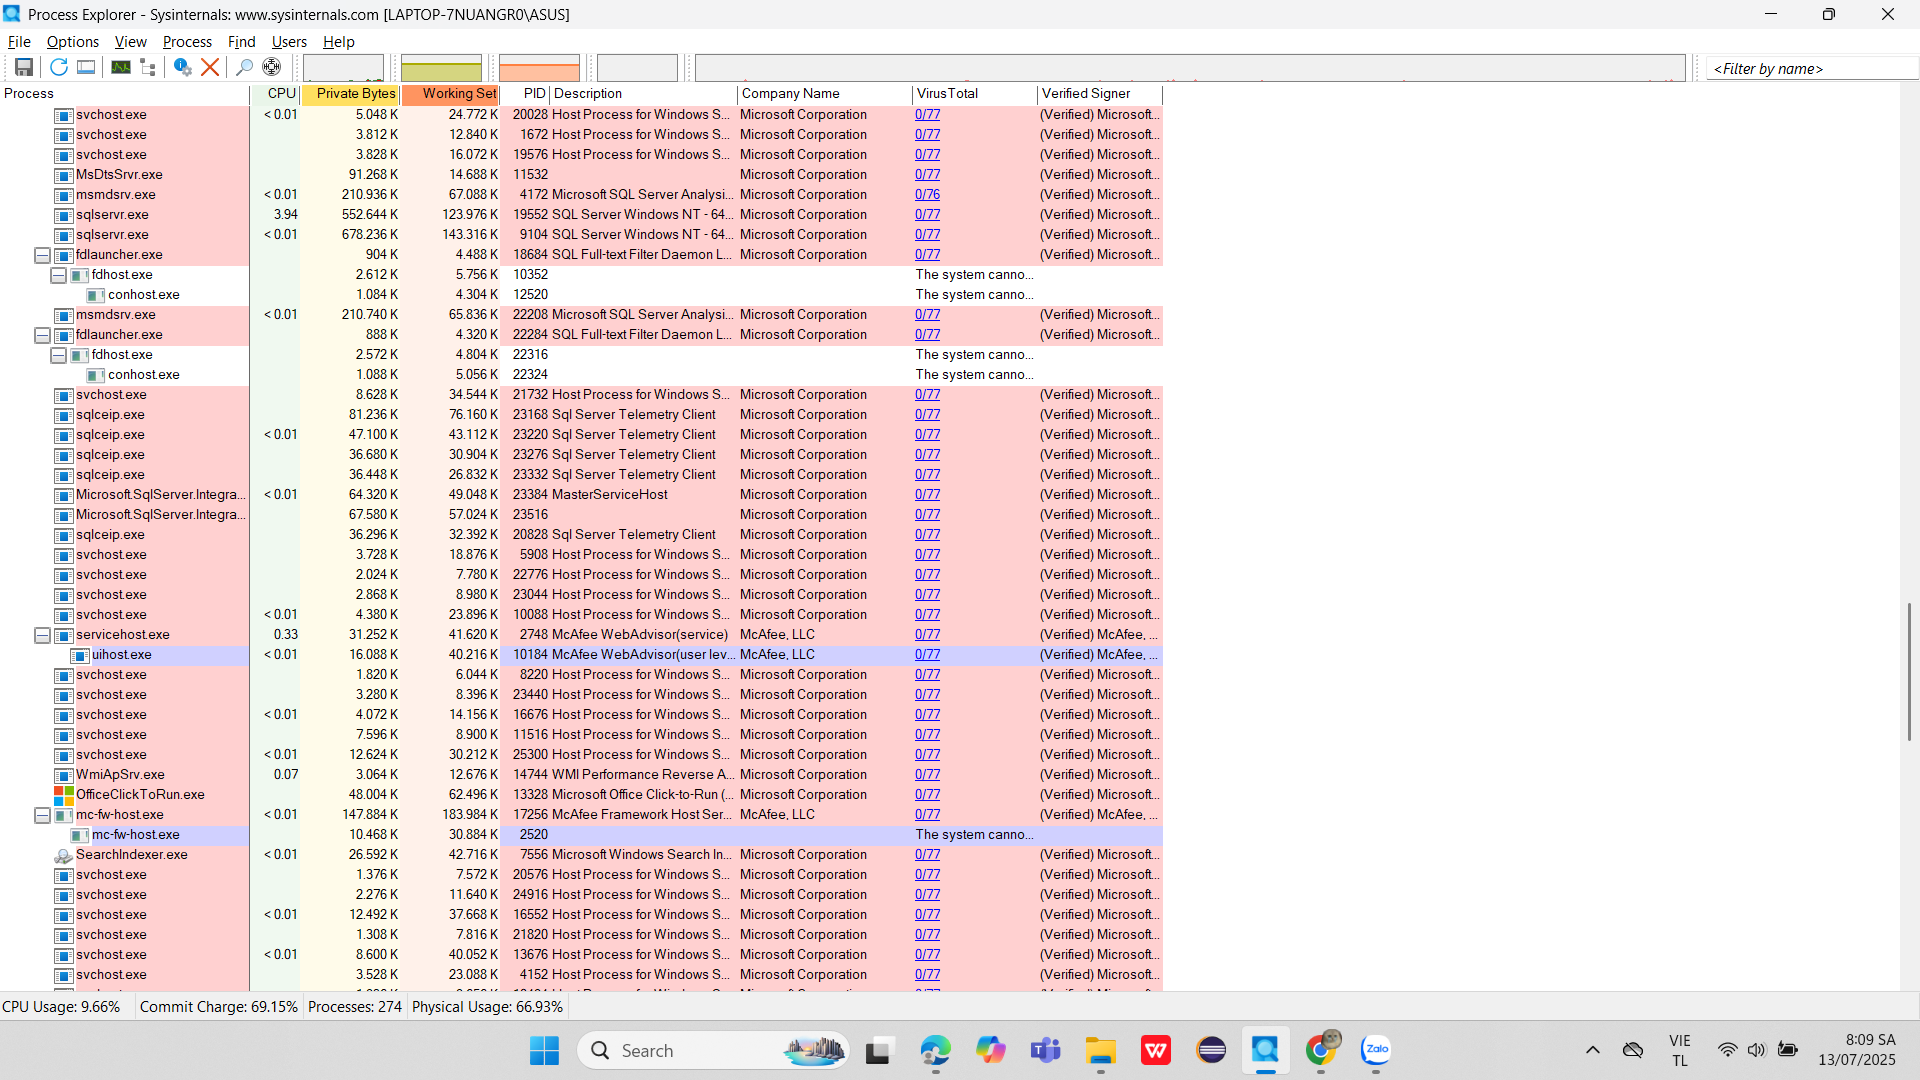 Process Explorer - Sysinternals: www.sysinternals.com [LAPTOP-7NUANGR0\ASUS]
File Options View Process Find Users Help
<Filter by name>
Process CPU Private Bytes Working Set PID Description Company Name VirusTotal Verified Signer
svchost.exe < 0.01 5.048 K 24.772 K 20028 Host Process for Windows S... Microsoft Corporation 0/77 (Verified) Microsoft...
svchost.exe 3.812 K 12.840 K 1672 Host Process for Windows S... Microsoft Corporation 0/77 (Verified) Microsoft...
svchost.exe 3.828 K 16.072 K 19576 Host Process for Windows S... Microsoft Corporation 0/77 (Verified) Microsoft...
MsDtsSrvr.exe 91.268 K 14.688 K 11532 Microsoft Corporation 0/77 (Verified) Microsoft...
msmdsrv.exe < 0.01 210.936 K 67.088 K 4172 Microsoft SQL Server Analysi... Microsoft Corporation 0/76 (Verified) Microsoft...
sqlservr.exe 3.94 552.644 K 123.976 K 19552 SQL Server Windows NT - 64... Microsoft Corporation 0/77 (Verified) Microsoft...
sqlservr.exe < 0.01 678.236 K 143.316 K 9104 SQL Server Windows NT - 64... Microsoft Corporation 0/77 (Verified) Microsoft...
fdlauncher.exe 904 K 4.488 K 18684 SQL Full-text Filter Daemon L... Microsoft Corporation 0/77 (Verified) Microsoft...
fdhost.exe 2.612 K 5.756 K 10352 The system canno...
conhost.exe 1.084 K 4.304 K 12520 The system canno...
msmdsrv.exe < 0.01 210.740 K 65.836 K 22208 Microsoft SQL Server Analysi... Microsoft Corporation 0/77 (Verified) Microsoft...
fdlauncher.exe 888 K 4.320 K 22284 SQL Full-text Filter Daemon L... Microsoft Corporation 0/77 (Verified) Microsoft...
fdhost.exe 2.572 K 4.804 K 22316 The system canno...
conhost.exe 1.088 K 5.056 K 22324 The system canno...
svchost.exe 8.628 K 34.544 K 21732 Host Process for Windows S... Microsoft Corporation 0/77 (Verified) Microsoft...
sqlceip.exe 81.236 K 76.160 K 23168 Sql Server Telemetry Client Microsoft Corporation 0/77 (Verified) Microsoft...
sqlceip.exe < 0.01 47.100 K 43.112 K 23220 Sql Server Telemetry Client Microsoft Corporation 0/77 (Verified) Microsoft...
sqlceip.exe 36.680 K 30.904 K 23276 Sql Server Telemetry Client Microsoft Corporation 0/77 (Verified) Microsoft...
sqlceip.exe 36.448 K 26.832 K 23332 Sql Server Telemetry Client Microsoft Corporation 0/77 (Verified) Microsoft...
Microsoft.SqlServer.Integra... < 0.01 64.320 K 49.048 K 23384 MasterServiceHost Microsoft Corporation 0/77 (Verified) Microsoft...
Microsoft.SqlServer.Integra... 67.580 K 57.024 K 23516 Microsoft Corporation 0/77 (Verified) Microsoft...
sqlceip.exe 36.296 K 32.392 K 20828 Sql Server Telemetry Client Microsoft Corporation 0/77 (Verified) Microsoft...
svchost.exe 3.728 K 18.876 K 5908 Host Process for Windows S... Microsoft Corporation 0/77 (Verified) Microsoft...
svchost.exe 2.024 K 7.780 K 22776 Host Process for Windows S... Microsoft Corporation 0/77 (Verified) Microsoft...
svchost.exe 2.868 K 8.980 K 23044 Host Process for Windows S... Microsoft Corporation 0/77 (Verified) Microsoft...
svchost.exe < 0.01 4.380 K 23.896 K 10088 Host Process for Windows S... Microsoft Corporation 0/77 (Verified) Microsoft...
servicehost.exe 0.33 31.252 K 41.620 K 2748 McAfee WebAdvisor(service) McAfee, LLC 0/77 (Verified) McAfee, ...
uihost.exe < 0.01 16.088 K 40.216 K 10184 McAfee WebAdvisor(user lev... McAfee, LLC 0/77 (Verified) McAfee, ...
svchost.exe 1.820 K 6.044 K 8220 Host Process for Windows S... Microsoft Corporation 0/77 (Verified) Microsoft...
svchost.exe 3.280 K 8.396 K 23440 Host Process for Windows S... Microsoft Corporation 0/77 (Verified) Microsoft...
svchost.exe < 0.01 4.072 K 14.156 K 16676 Host Process for Windows S... Microsoft Corporation 0/77 (Verified) Microsoft...
svchost.exe 7.596 K 8.900 K 11516 Host Process for Windows S... Microsoft Corporation 0/77 (Verified) Microsoft...
svchost.exe < 0.01 12.624 K 30.212 K 25300 Host Process for Windows S... Microsoft Corporation 0/77 (Verified) Microsoft...
WmiApSrv.exe 0.07 3.064 K 12.676 K 14744 WMI Performance Reverse A... Microsoft Corporation 0/77 (Verified) Microsoft...
OfficeClickToRun.exe 48.004 K 62.496 K 13328 Microsoft Office Click-to-Run (... Microsoft Corporation 0/77 (Verified) Microsoft...
mc-fw-host.exe < 0.01 147.884 K 183.984 K 17256 McAfee Framework Host Ser... McAfee, LLC 0/77 (Verified) McAfee, ...
mc-fw-host.exe 10.468 K 30.884 K 2520 The system canno...
SearchIndexer.exe < 0.01 26.592 K 42.716 K 7556 Microsoft Windows Search In... Microsoft Corporation 0/77 (Verified) Microsoft...
svchost.exe 1.376 K 7.572 K 20576 Host Process for Windows S... Microsoft Corporation 0/77 (Verified) Microsoft...
svchost.exe 2.276 K 11.640 K 24916 Host Process for Windows S... Microsoft Corporation 0/77 (Verified) Microsoft...
svchost.exe < 0.01 12.492 K 37.668 K 16552 Host Process for Windows S... Microsoft Corporation 0/77 (Verified) Microsoft...
svchost.exe 1.308 K 7.816 K 21820 Host Process for Windows S... Microsoft Corporation 0/77 (Verified) Microsoft...
svchost.exe < 0.01 8.600 K 40.052 K 13676 Host Process for Windows S... Microsoft Corporation 0/77 (Verified) Microsoft...
svchost.exe 3.528 K 23.088 K 4152 Host Process for Windows S... Microsoft Corporation 0/77 (Verified) Microsoft...
CPU Usage: 9.66% Commit Charge: 69.15% Processes: 274 Physical Usage: 66.93%
Search
Zalo
VIE
TL
8:09 SA
13/07/2025